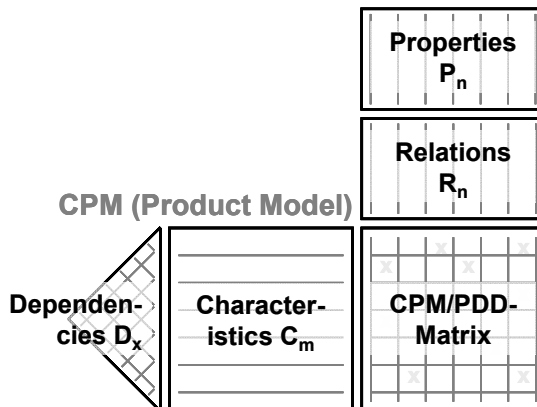 Properties
Pn
Relations
Rn
CPM (Product Model)
Dependen-
cies Dx
Character-
istics Cm
CPM/PDD-
Matrix
x
x
x
x
x
x